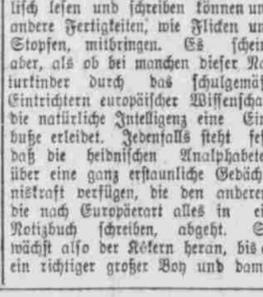 lisch lesen und schreiben können un
andere Fertigkeiten, wie Flicken un
Stopfen, mitbringen. Es schein
aber, als ob bei manchen dieser Na
turkinder durch das schulgemäß
Eintrichtern europäischer Wissenscha
die natürliche Intelligenz eine Ein
buße erleidet. Jedenfalls steht fes
daß die heidnischen Analphabete
über eine ganz erstaunliche Gedäch
niskraft verfügen, die den andere
die nach Europäerart alles in ei
Notizbuch schreiben, abgeht. S
wächst also der Köfern heran, bis e
ein richtiger großer Boy und dam